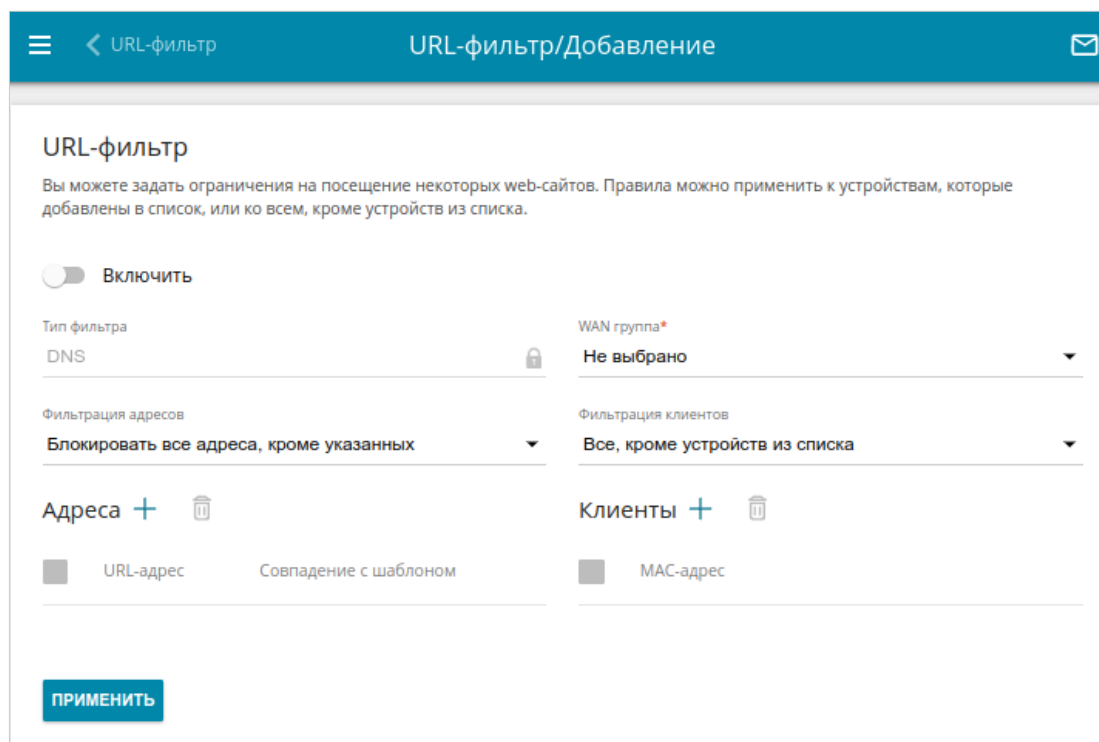 URL-фильтр
URL-фильтр/Добавление
URL-фильтр
Вы можете задать ограничения на посещение некоторых web-сайтов. Правила можно применить к устройствам, которые
добавлены в список, или ко всем, кроме устройств из списка.
Включить
Тип фильтра
DNS
WAN группа*
Не выбрано
Фильтрация адресов
Блокировать все адреса, кроме указанных
Фильтрация клиентов
Все, кроме устройств из списка
Адреса
URL-адрес Совпадение с шаблоном
Клиенты
MAC-адрес
ПРИМЕНИТЬ